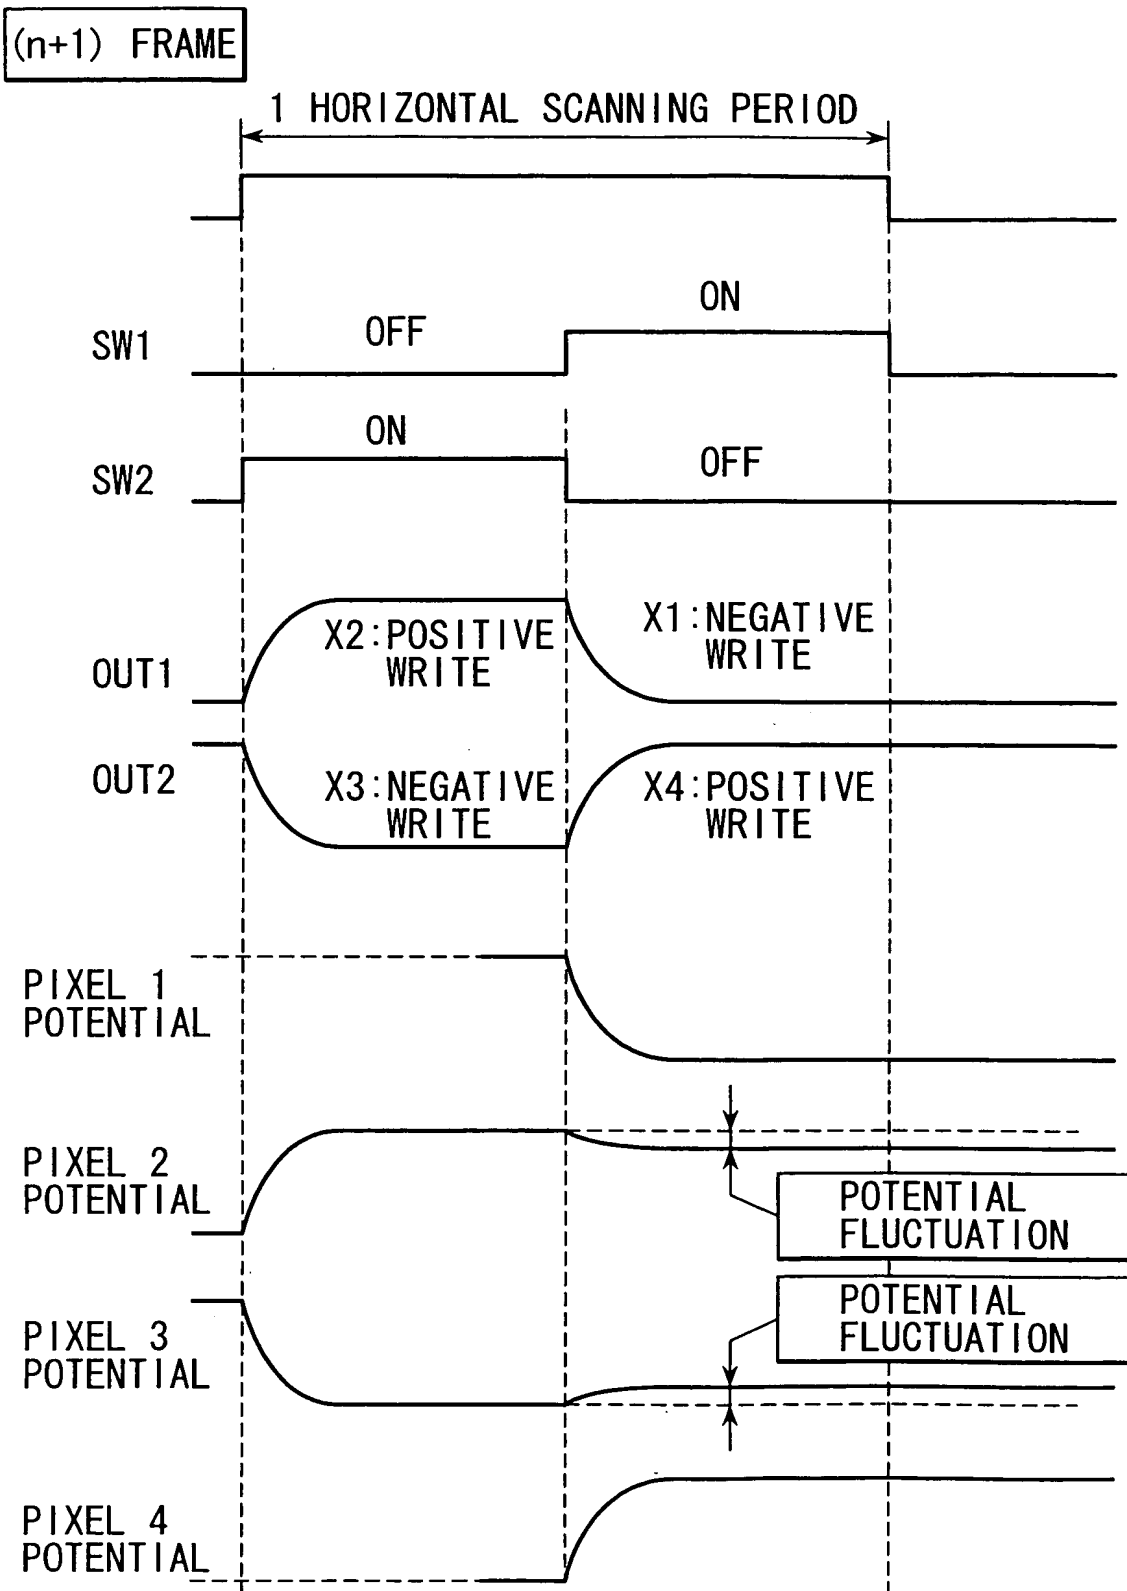 (n+1) FRAME
1 HORIZONTAL SCANNING PERIOD
ON
SW1 OFF
ON
SW2 OFF
X2:POSITIVE WRITE
X1:NEGATIVE WRITE
OUT1
OUT2
X3:NEGATIVE WRITE
X4:POSITIVE WRITE
PIXEL 1
POTENTIAL
PIXEL 2
POTENTIAL
POTENTIAL
FLUCTUATION
POTENTIAL
FLUCTUATION
PIXEL 3
POTENTIAL
PIXEL 4
POTENTIAL